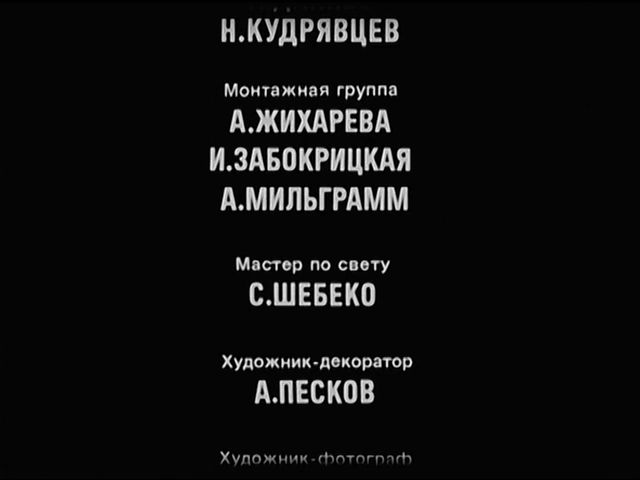 Н.КУДРЯВЦЕВ
Монтажная группа
А.ЖИХАРЕВА
И.ЗАБОКРИЦКАЯ
А.МИЛЬГРАММ
Мастер по свету
С.ШЕБЕКО
Художник-декоратор
А.ПЕСКОВ
Художник-фотограф